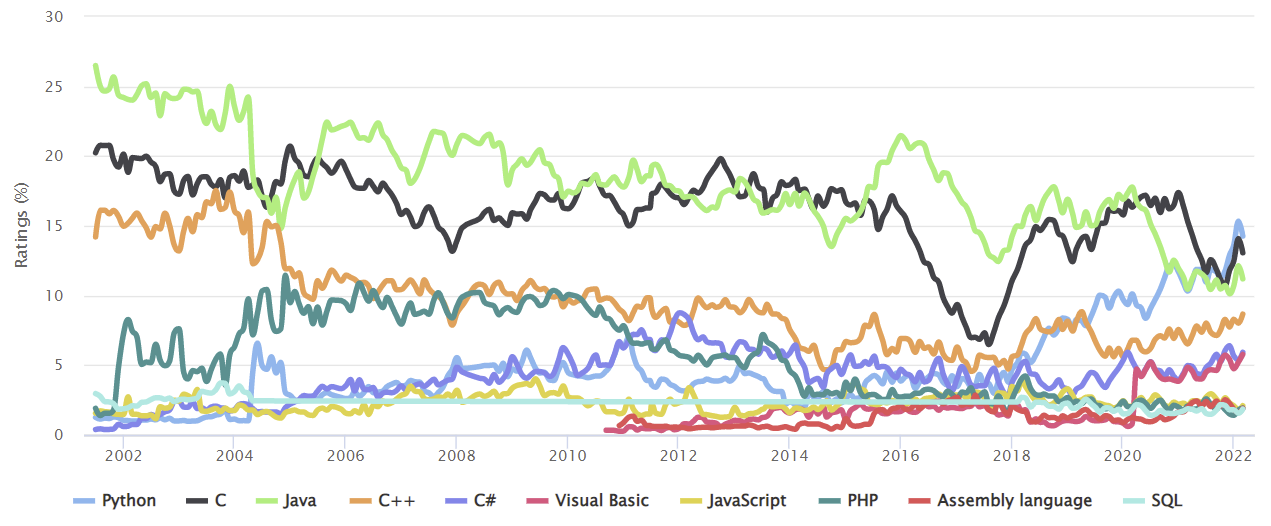 30
25
20
15
10
5
0
Ratings (%)
2002 2004 2006 2008 2010 2012 2014 2016 2018 2020 2022
Python C Java C++ C# Visual Basic JavaScript PHP Assembly language SQL